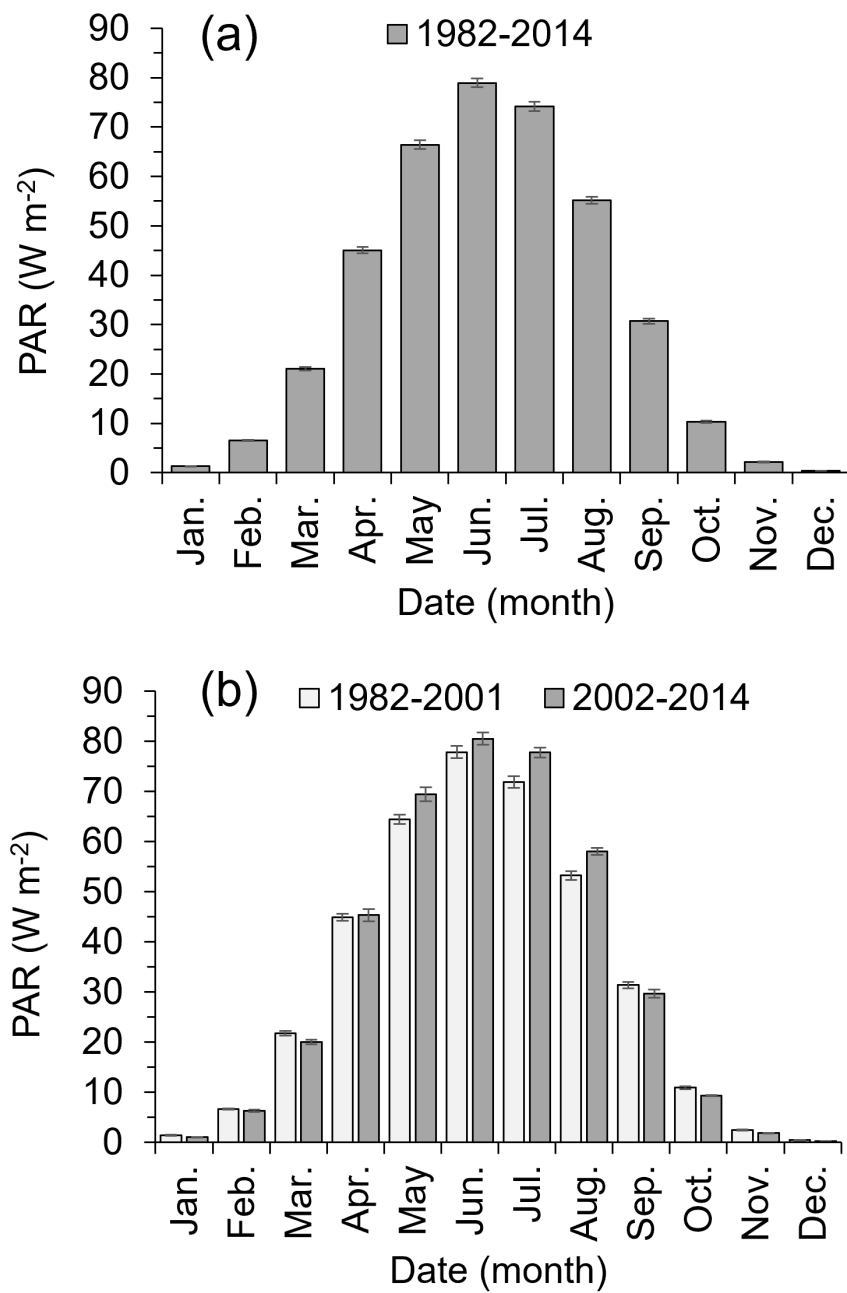 (a)
1982-2014
PAR (W m-2)
90
80
70
60
50
40
30
20
10
0
Jan.
Feb.
Mar.
Apr.
May
Jun.
Jul.
Aug.
Sep.
Oct.
Nov.
Dec.
Date (month)
(b)
1982-2001
2002-2014
PAR (W m-2)
90
80
70
60
50
40
30
20
10
0
Jan.
Feb.
Mar.
Apr.
May
Jun.
Jul.
Aug.
Sep.
Oct.
Nov.
Dec.
Date (month)